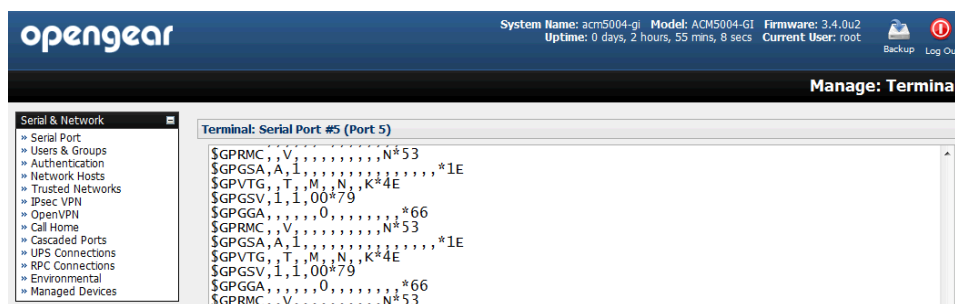 opengear
System Name: acm5004-gi Model: ACM5004-GI Firmware: 3.4.0u2
Uptime: 0 days, 2 hours, 55 mins, 8 secs Current User: root
Backup
Log Ou
Manage: Termina
Serial & Network
» Serial Port
» Users & Groups
» Authentication
» Network Hosts
» Trusted Networks
» IPsec VPN
» OpenVPN
» Call Home
» Cascaded Ports
» UPS Connections
» RPC Connections
» Environmental
» Managed Devices
Terminal: Serial Port #5 (Port 5)
$GPRMC,,V,,,,,,,,,,N*53
$GPGSA,A,1,,,,,,,,,,,,,,,*1E
$GPVTG,,T,,M,,N,,K*4E
$GPGSV,1,1,00*79
$GPGGA,,,,,,0,,,,,,,,*66
$GPRMC,,V,,,,,,,,,,N*53
$GPGSA,A,1,,,,,,,,,,,,,,,*1E
$GPVTG,,T,,M,,N,,K*4E
$GPGSV,1,1,00*79
$GPGGA,,,,,,0,,,,,,,,*66
$GPRMC,,V,,,,,,,,,,N*53